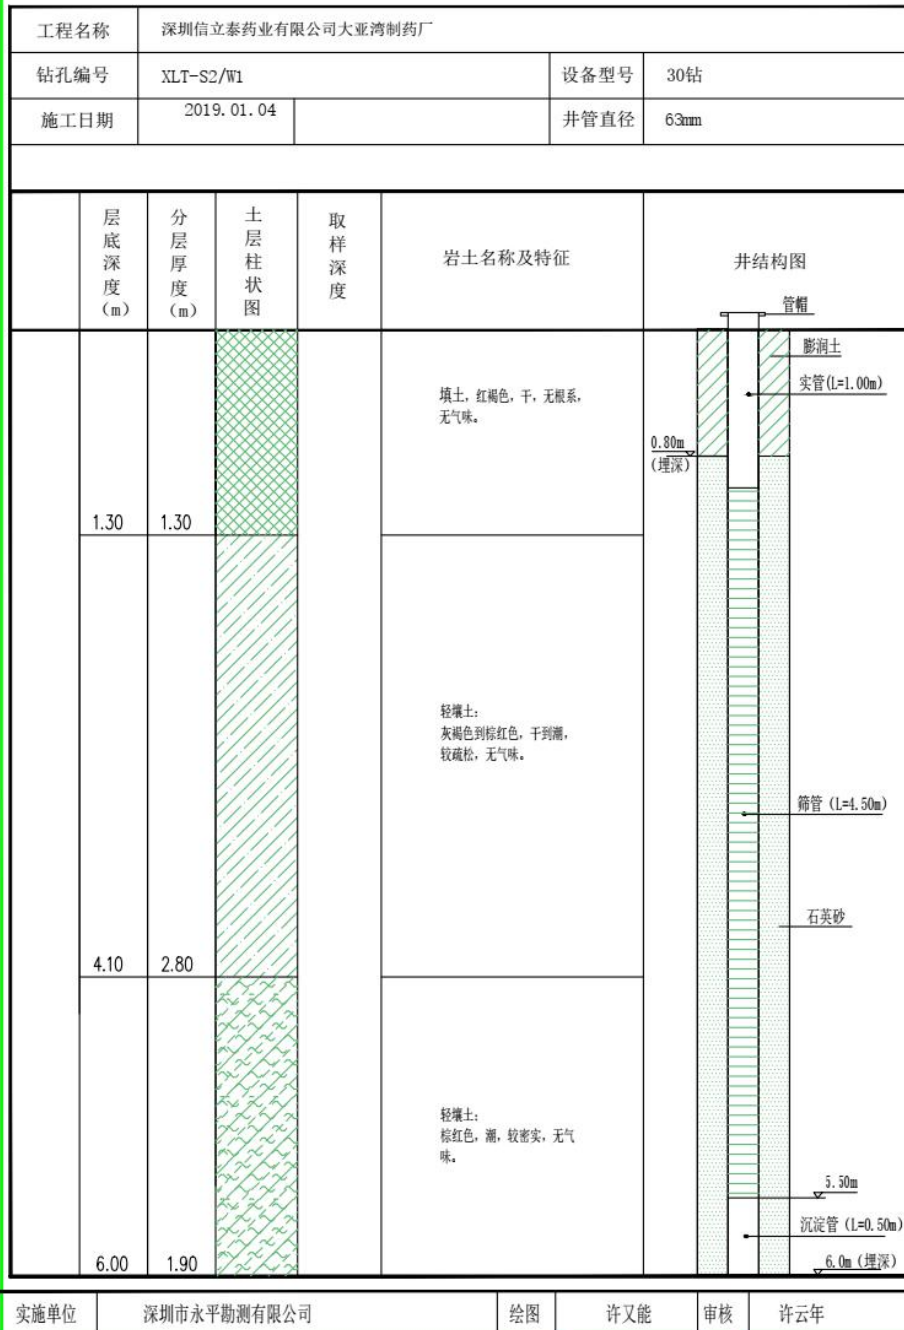 工程名称 深圳信立泰药业有限公司大亚湾制药厂
钻孔编号 XLT-S2/W1 设备型号 30钻
施工日期 2019.01.04 井管直径 63mm
层底深度(m) 分层厚度(m) 土层柱状图 取样深度 岩土名称及特征 井结构图
管帽
膨润土
实管(L=1.00m)
填土，红褐色，干，无根系，
无气味。
0.80m
(埋深)
1.30 1.30
轻壤土：
灰褐色到棕红色，干到潮，
较疏松，无气味。
筛管 (L=4.50m)
石英砂
4.10 2.80
轻壤土：
棕红色，潮，较密实，无气
味。
5.50m
沉淀管 (L=0.50m)
6.00 1.90
6.0m (埋深)
实施单位 深圳市永平勘测有限公司 绘图 许又能 审核 许云年